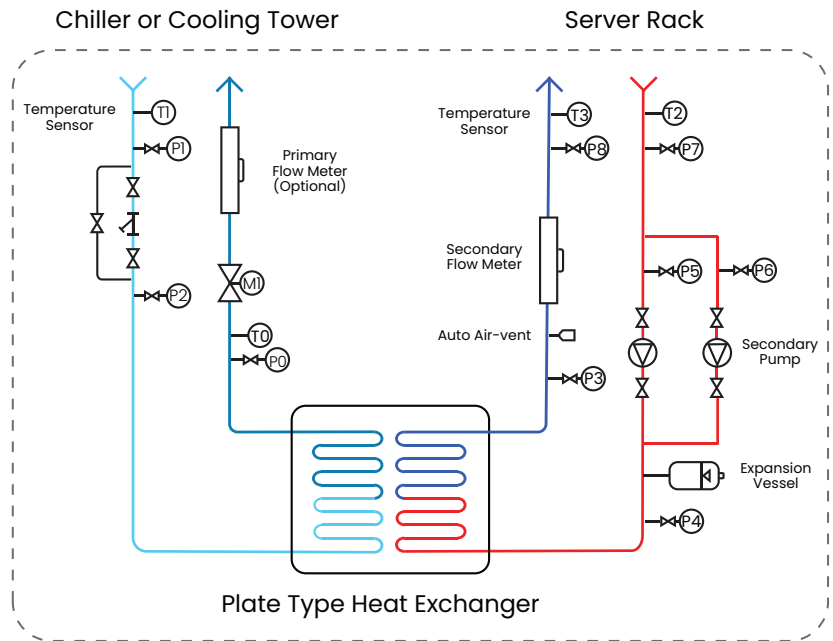 Chiller or Cooling Tower
Server Rack
Temperature
Sensor
T1
P1
P2
Primary
Flow Meter
(Optional)
M1
T0
P0
Temperature
Sensor
T3
P8
Secondary
Flow Meter
Auto Air-vent
P3
T2
P7
P5
P6
Secondary
Pump
Expansion
Vessel
P4
Plate Type Heat Exchanger